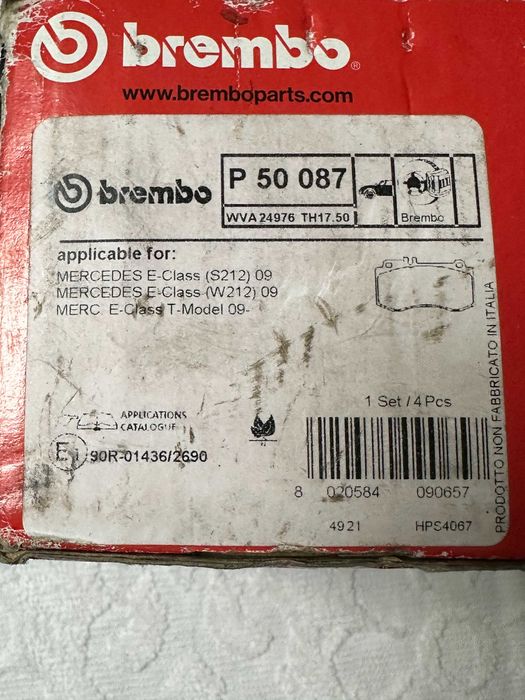 brembo®
www.bremboparts.com
brembo
P 50 087
WVA 24976 TH17.50
Brembo
applicable for:
MERCEDES E-Class (S212) 09
MERCEDES E-Class (W212) 09
MERC. E-Class T-Model 09-
1 Set / 4 Pcs
APPLICATIONS
CATALOGUE
90R-01436/2690
8 020584 090657
4921 HPS4067
PRODOTTO NON FABBRICATO IN ITALIA